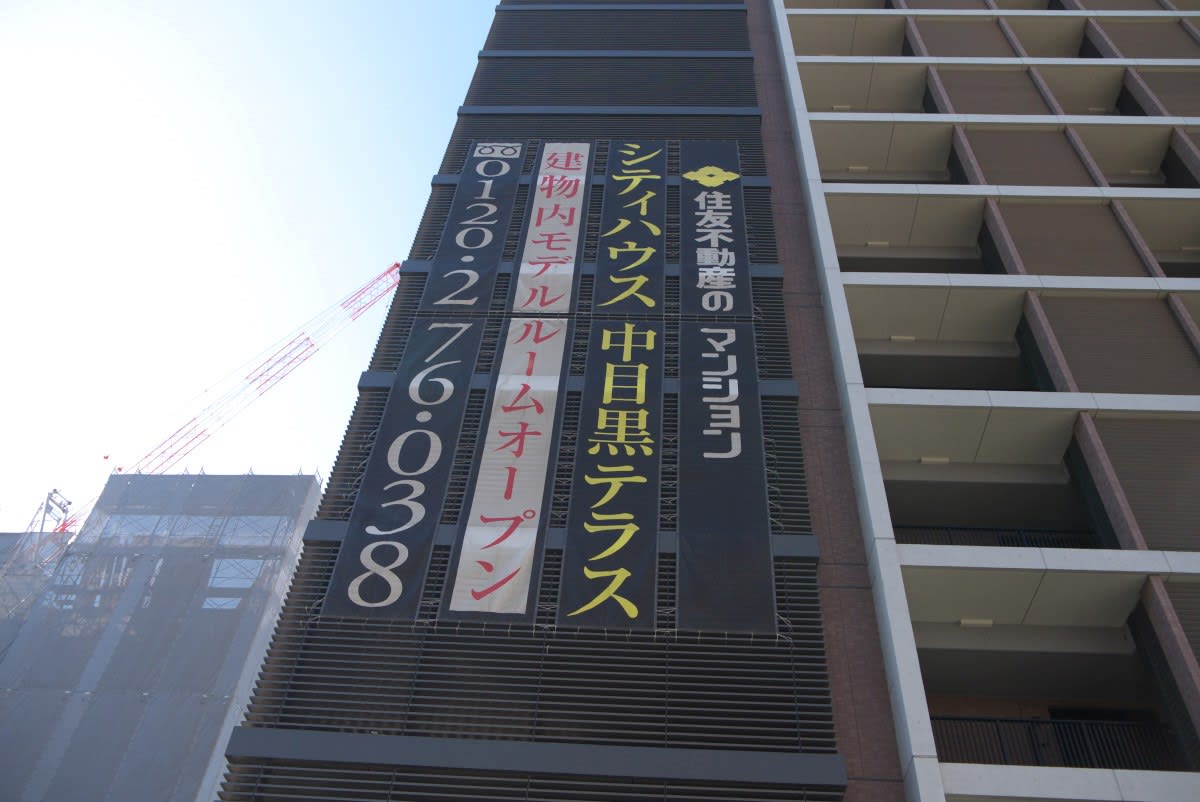 住友不動産の マンション
シティハウス 中目黒テラス
建物内モデルルームオープン
0120・276・038